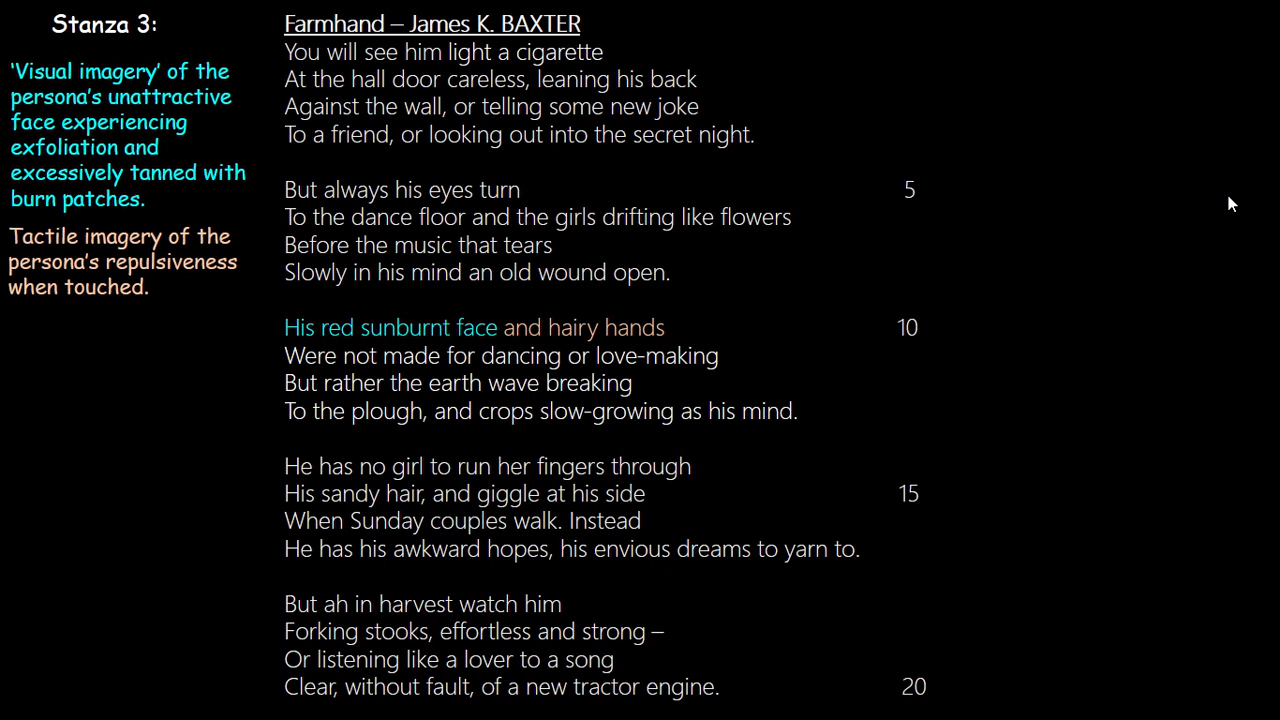 Stanza 3:
‘Visual imagery’ of the
persona’s unattractive
face experiencing
exfoliation and
excessively tanned with
burn patches.
Tactile imagery of the
persona’s repulsiveness
when touched.
Farmhand – James K. BAXTER
You will see him light a cigarette
At the hall door careless, leaning his back
Against the wall, or telling some new joke
To a friend, or looking out into the secret night.
But always his eyes turn 5
To the dance floor and the girls drifting like flowers
Before the music that tears
Slowly in his mind an old wound open.
His red sunburnt face and hairy hands 10
Were not made for dancing or love-making
But rather the earth wave breaking
To the plough, and crops slow-growing as his mind.
He has no girl to run her fingers through
His sandy hair, and giggle at his side 15
When Sunday couples walk. Instead
He has his awkward hopes, his envious dreams to yarn to.
But ah in harvest watch him
Forking stooks, effortless and strong –
Or listening like a lover to a song
Clear, without fault, of a new tractor engine. 20